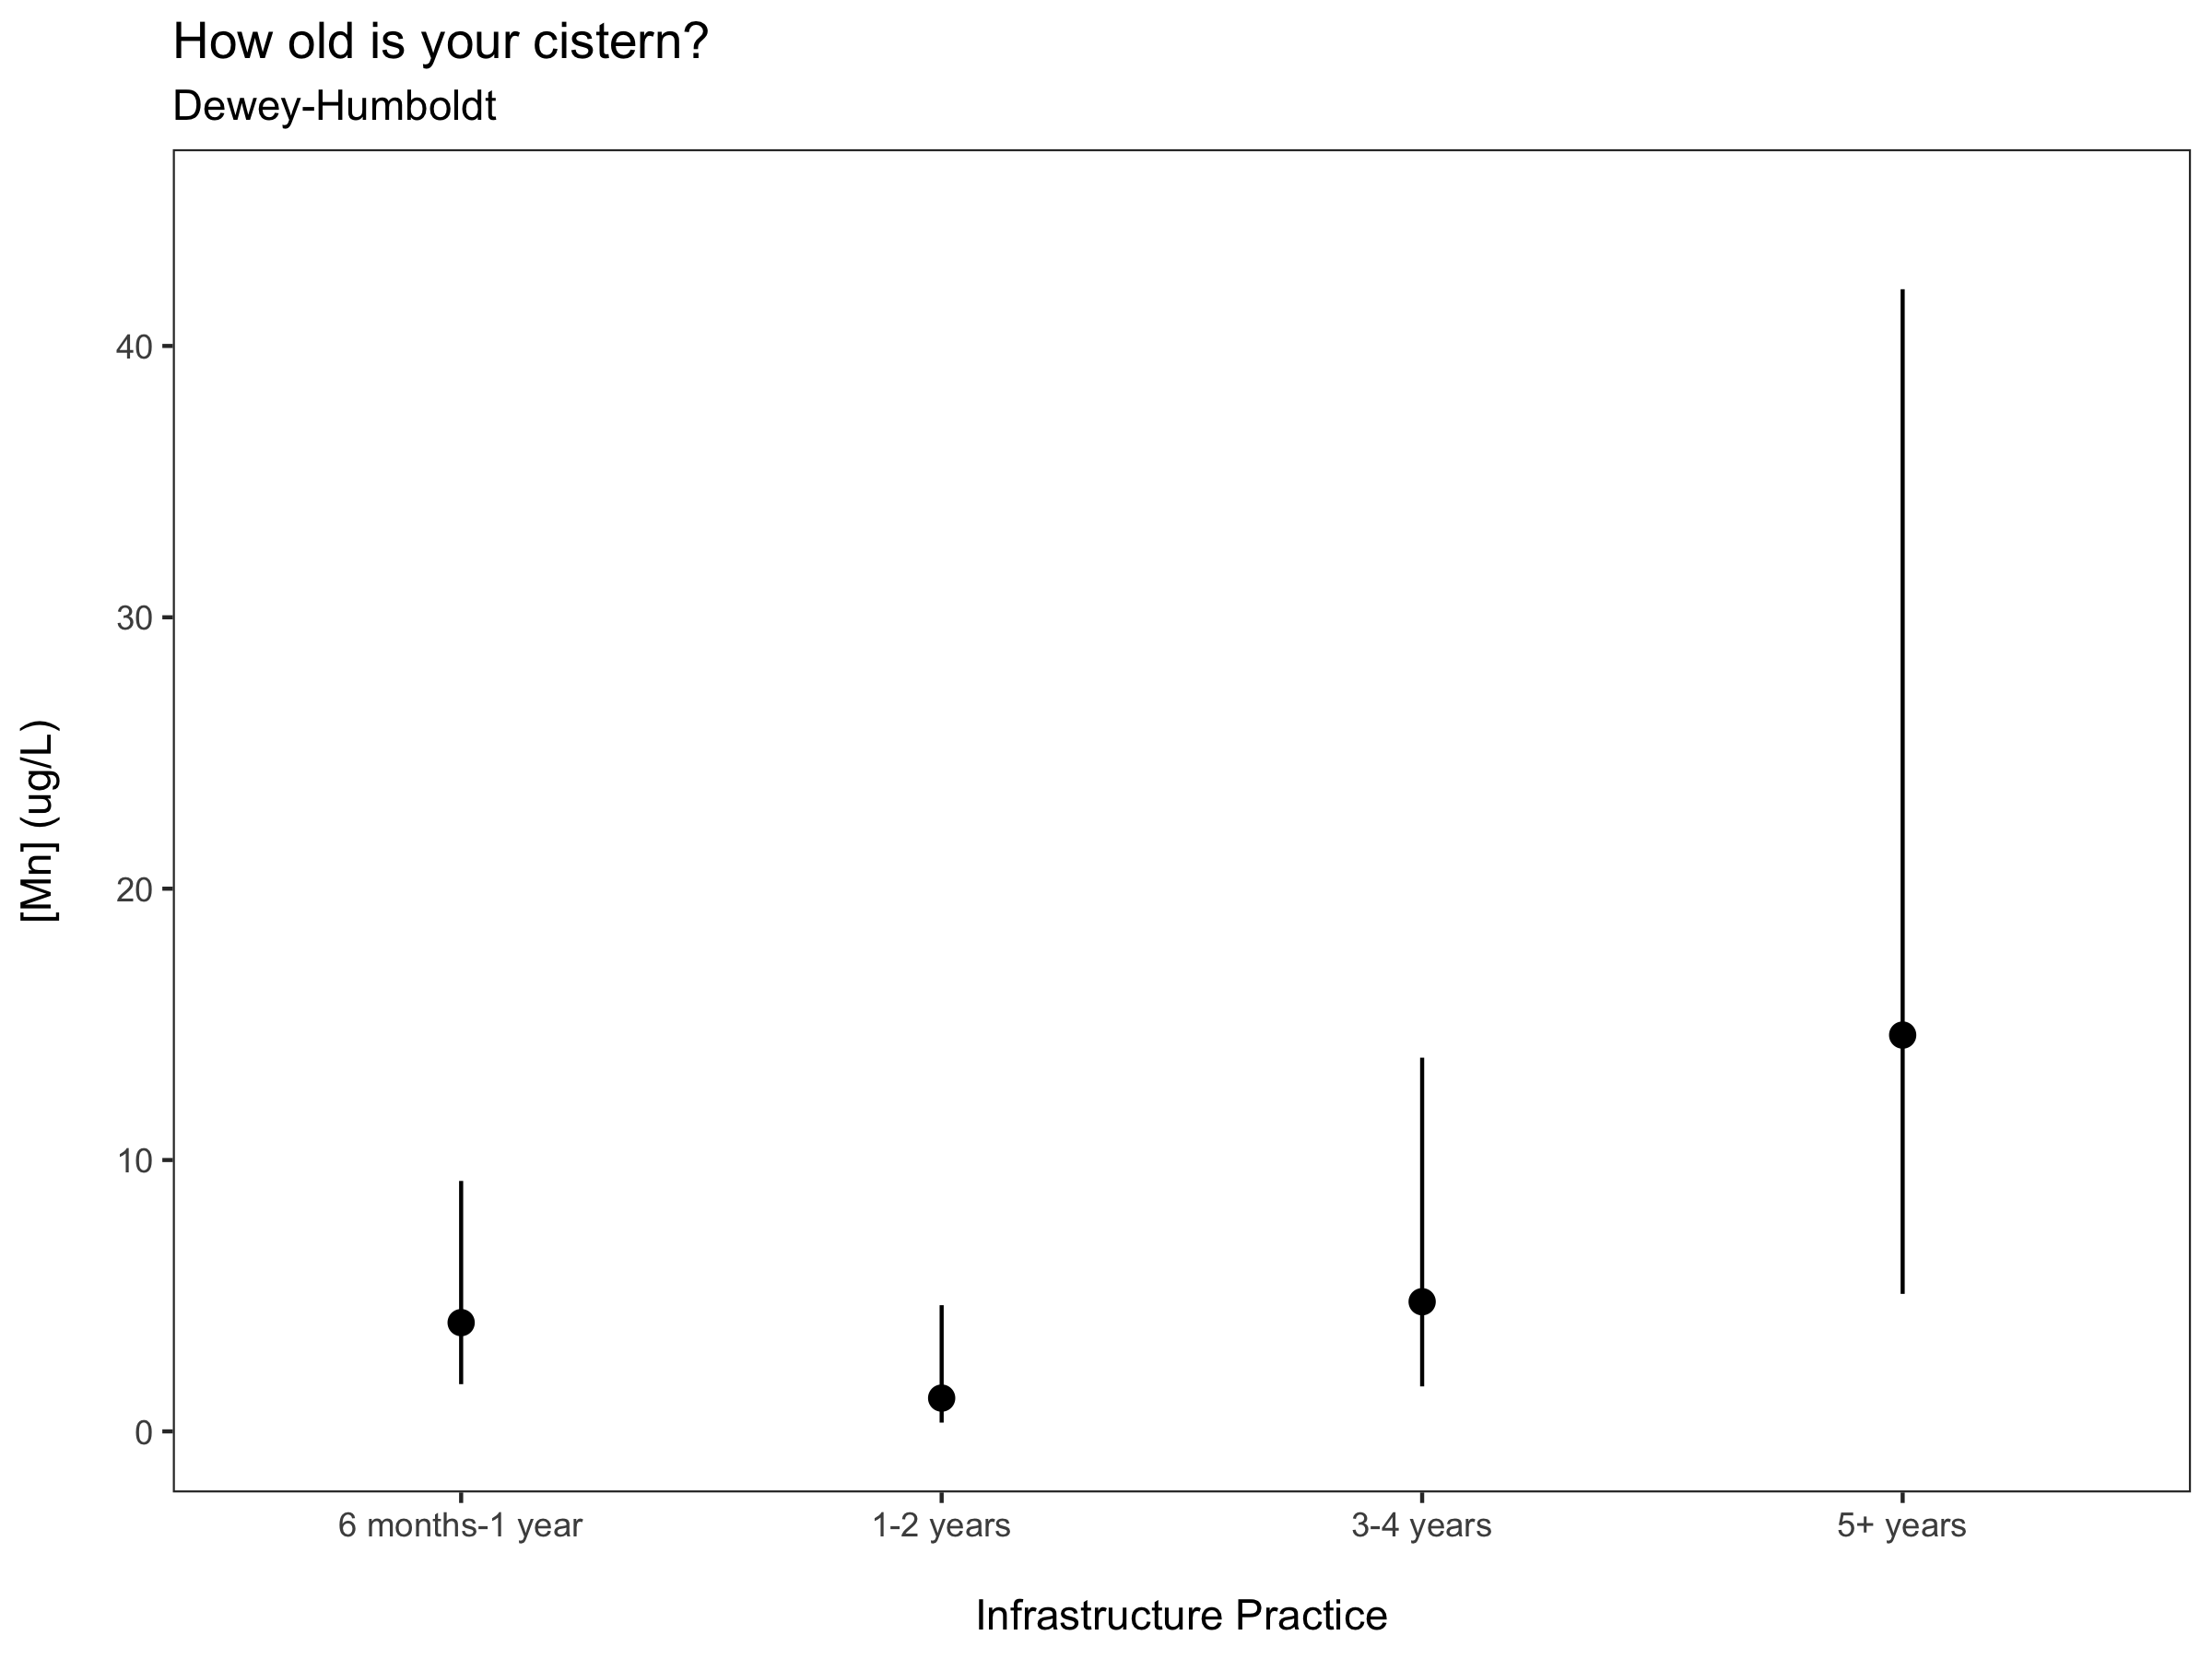 How old is your cistern?
Dewey-Humboldt
[Mn] (ug/L)
40
30
20
10
0
6 months-1 year
1-2 years
3-4 years
5+ years
Infrastructure Practice